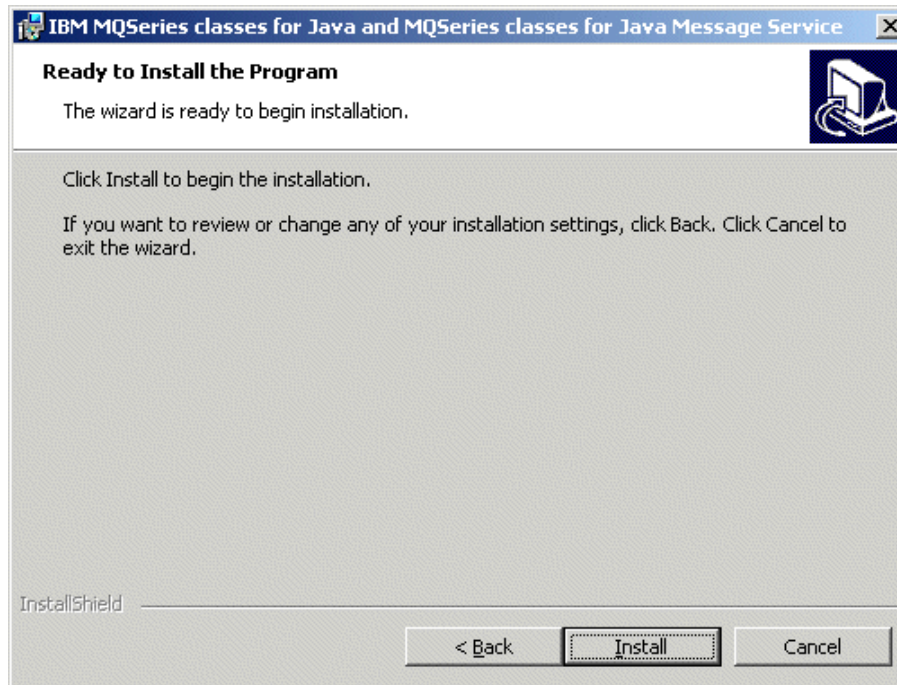 IBM MQSeries classes for Java and MQSeries classes for Java Message Service
Ready to Install the Program
The wizard is ready to begin installation.
Click Install to begin the installation.
If you want to review or change any of your installation settings, click Back. Click Cancel to
exit the wizard.
InstallShield
< Back
Install
Cancel